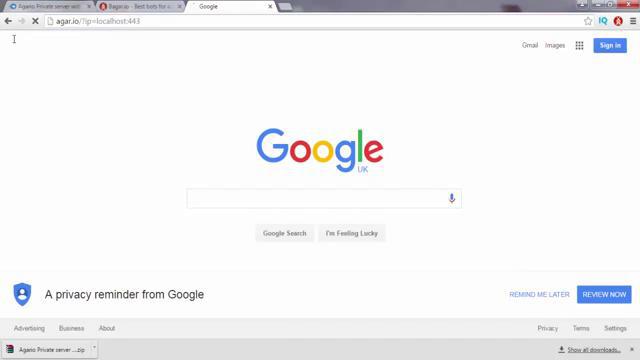 Agario Private server with
Bagar.io - Best bots for a
Google
agar.io/?ip=localhost:443
Gmail
Images
Sign in
Google
UK
Google Search
I'm Feeling Lucky
A privacy reminder from Google
REMIND ME LATER
REVIEW NOW
Advertising
Business
About
Privacy
Terms
Settings
Agario Private server ....zip
Show all downloads...